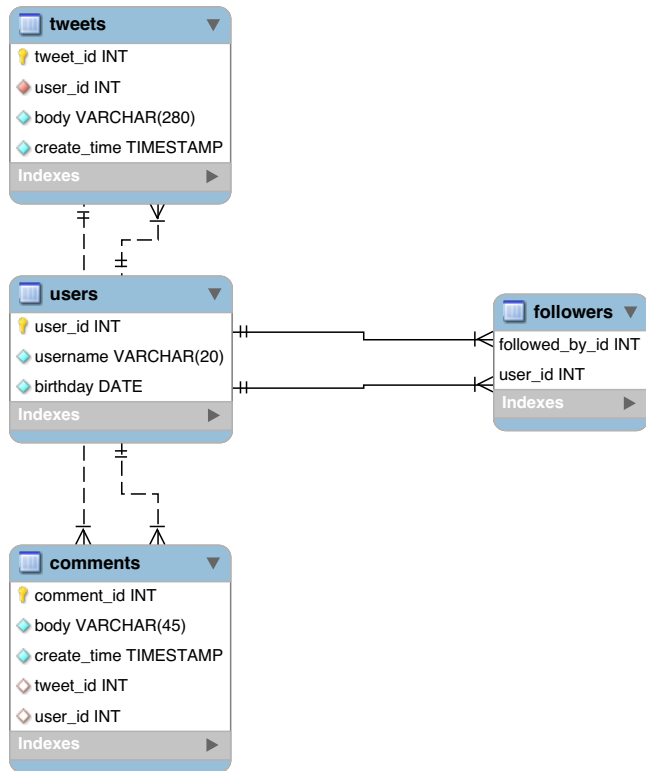 tweets
tweet_id INT
user_id INT
body VARCHAR(280)
create_time TIMESTAMP
Indexes
users
user_id INT
username VARCHAR(20)
birthday DATE
Indexes
followers
followed_by_id INT
user_id INT
Indexes
comments
comment_id INT
body VARCHAR(45)
create_time TIMESTAMP
tweet_id INT
user_id INT
Indexes